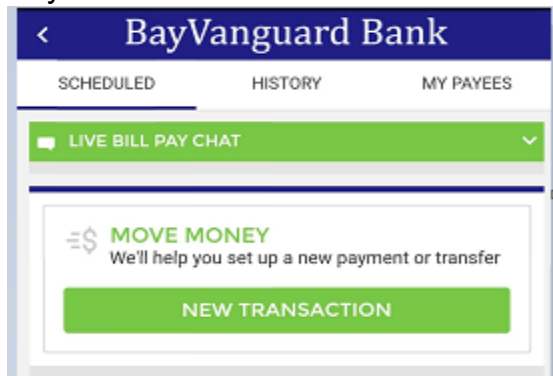 BayVanguard Bank
SCHEDULED HISTORY MY PAYEES
LIVE BILL PAY CHAT
MOVE MONEY
We'll help you set up a new payment or transfer
NEW TRANSACTION